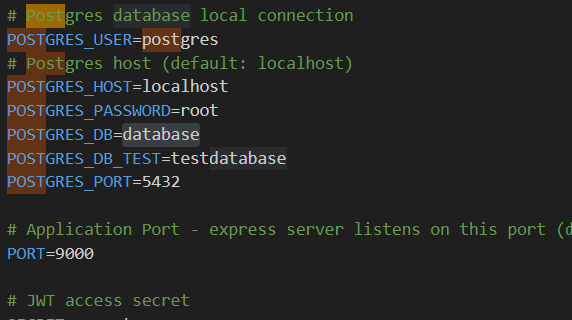 # Postgres database local connection
POSTGRES_USER=postgres
# Postgres host (default: localhost)
POSTGRES_HOST=localhost
POSTGRES_PASSWORD=root
POSTGRES_DB=database
POSTGRES_DB_TEST=testdatabase
POSTGRES_PORT=5432
# Application Port - express server listens on this port (d
PORT=9000
# JWT access secret